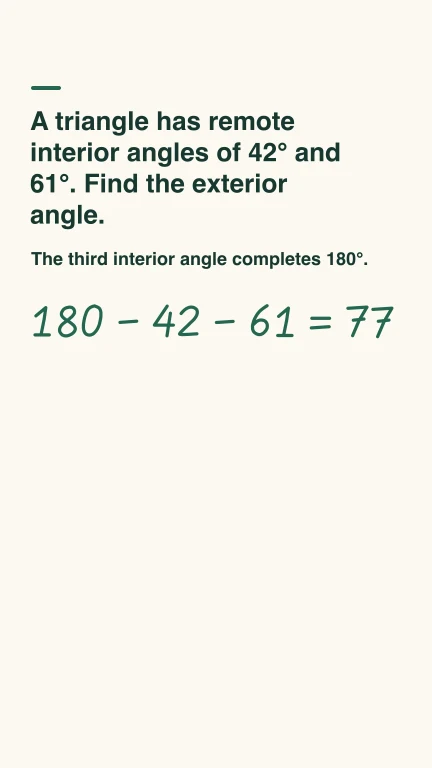 A triangle has remote
interior angles of 42° and
61°. Find the exterior
angle.
The third interior angle completes 180°.
180 − 42 − 61 = 77